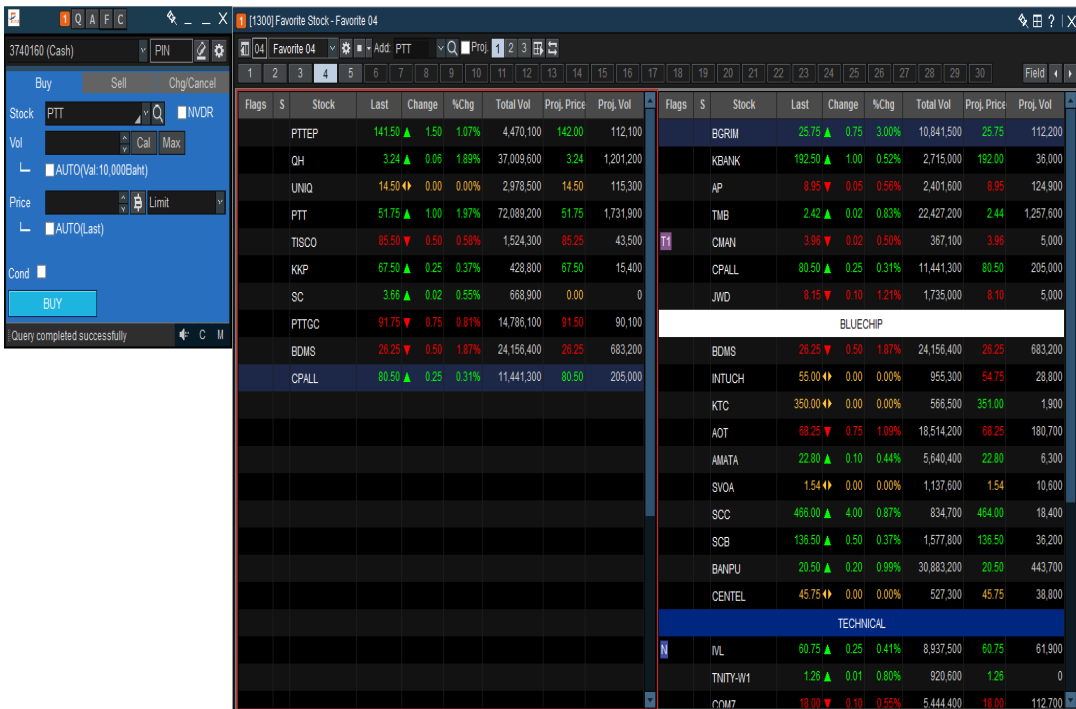 1 Q A F C
3740160 (Cash) PIN
Buy Sell Chg/Cancel
Stock PTT NVDR
Vol Cal Max
AUTO(Val:10,000Baht)
Price Limit
AUTO(Last)
Cond
BUY
Query completed successfully C M
1 [1300] Favorite Stock - Favorite 04 ? X
04 Favorite 04 Add: PTT Proj. 1 2 3
1 2 3 4 5 6 7 8 9 10 11 12 13 14 15 16 17 18 19 20 21 22 23 24 25 26 27 28 29 30 Field
Flags S Stock Last Change %Chg Total Vol Proj. Price Proj. Vol
PTTEP 141.50 ▲ 1.50 1.07% 4,470,100 142.00 112,100
QH 3.24 ▲ 0.06 1.89% 37,009,600 3.24 1,201,200
UNIQ 14.50 0.00 0.00% 2,978,500 14.50 115,300
PTT 51.75 ▲ 1.00 1.97% 72,089,200 51.75 1,731,900
TISCO 85.50 ▼ 0.50 0.58% 1,524,300 85.25 43,500
KKP 67.50 ▲ 0.25 0.37% 428,800 67.50 15,400
SC 3.66 ▲ 0.02 0.55% 668,900 0.00 0
PTTGC 91.75 ▼ 0.75 0.81% 14,786,100 91.50 90,100
BDMS 26.25 ▼ 0.50 1.87% 24,156,400 26.25 683,200
CPALL 80.50 ▲ 0.25 0.31% 11,441,300 80.50 205,000
Flags S Stock Last Change %Chg Total Vol Proj. Price Proj. Vol
BGRIM 25.75 ▲ 0.75 3.00% 10,841,500 25.75 112,200
KBANK 192.50 ▲ 1.00 0.52% 2,715,000 192.00 36,000
AP 8.95 ▼ 0.05 0.56% 2,401,600 8.95 124,900
TMB 2.42 ▲ 0.02 0.83% 22,427,200 2.44 1,257,600
T1 CMAN 3.96 ▼ 0.02 0.50% 367,100 3.96 5,000
CPALL 80.50 ▲ 0.25 0.31% 11,441,300 80.50 205,000
JWD 8.15 ▼ 0.10 1.21% 1,735,000 8.10 5,000
BLUECHIP
BDMS 26.25 ▼ 0.50 1.87% 24,156,400 26.25 683,200
INTUCH 55.00 0.00 0.00% 955,300 54.75 28,800
KTC 350.00 0.00 0.00% 566,500 351.00 1,900
AOT 68.25 ▼ 0.75 1.09% 18,514,200 68.25 180,700
AMATA 22.80 ▲ 0.10 0.44% 5,640,400 22.80 6,300
SVOA 1.54 0.00 0.00% 1,137,600 1.54 10,600
SCC 466.00 ▲ 4.00 0.87% 834,700 464.00 18,400
SCB 136.50 ▲ 0.50 0.37% 1,577,800 136.50 36,200
BANPU 20.50 ▲ 0.20 0.99% 30,883,200 20.50 443,700
CENTEL 45.75 0.00 0.00% 527,300 45.75 38,800
TECHNICAL
N IVL 60.75 ▲ 0.25 0.41% 8,937,500 60.75 61,900
TNITY-W1 1.26 ▲ 0.01 0.80% 920,600 1.26 0
COM7 18.00 ▼ 0.10 0.55% 5,444,400 18.00 112,700